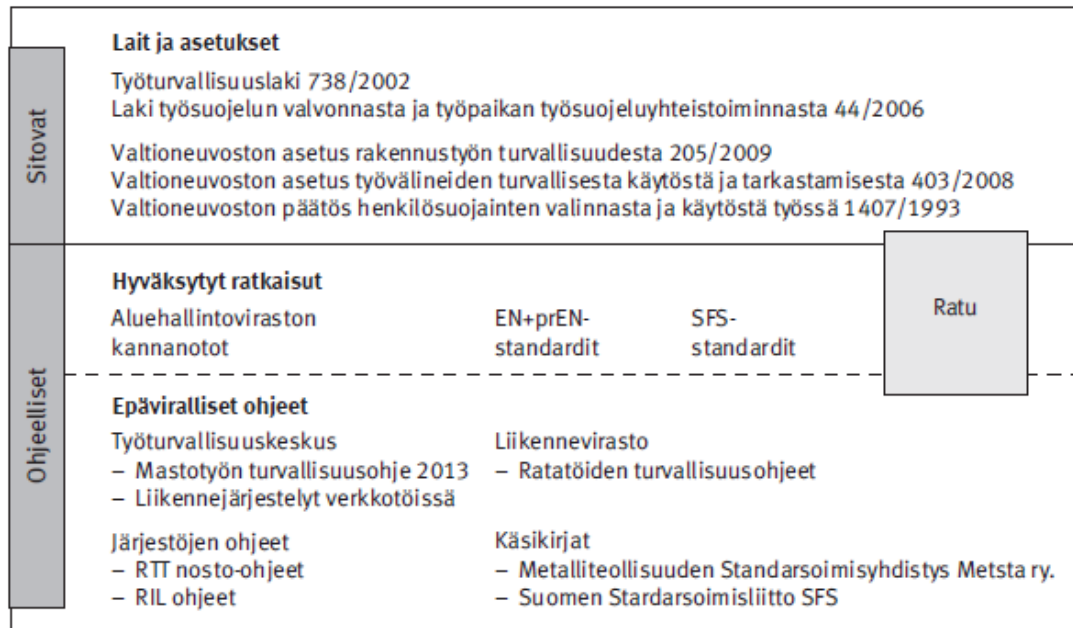 Sitovat
Lait ja asetukset
Työturvallisuuslaki 738/2002
Laki työsuojelun valvonnasta ja työpaikan työsuojeluyhteistoiminnasta 44/2006
Valtioneuvoston asetus rakennustyön turvallisuudesta 205/2009
Valtioneuvoston asetus työvälineiden turvallisesta käytöstä ja tarkastamisesta 403/2008
Valtioneuvoston päätös henkilösuojainten valinnasta ja käytöstä työssä 1407/1993
Ohjeelliset
Hyväksytyt ratkaisut
Aluehallintoviraston
kannanotot
EN+prEN-
standardit
SFS-
standardit
Ratu
Epäviralliset ohjeet
Työturvallisuuskeskus
– Mastotyön turvallisuusohje 2013
– Liikennejärjestelyt verkkotöissä
Liikennevirasto
– Ratatöiden turvallisuusohjeet
Järjestöjen ohjeet
– RTT nosto-ohjeet
– RIL ohjeet
Käsikirjat
– Metalliteollisuuden Standarsoimisyhdistys Metsta ry.
– Suomen Stardarsoimisliitto SFS